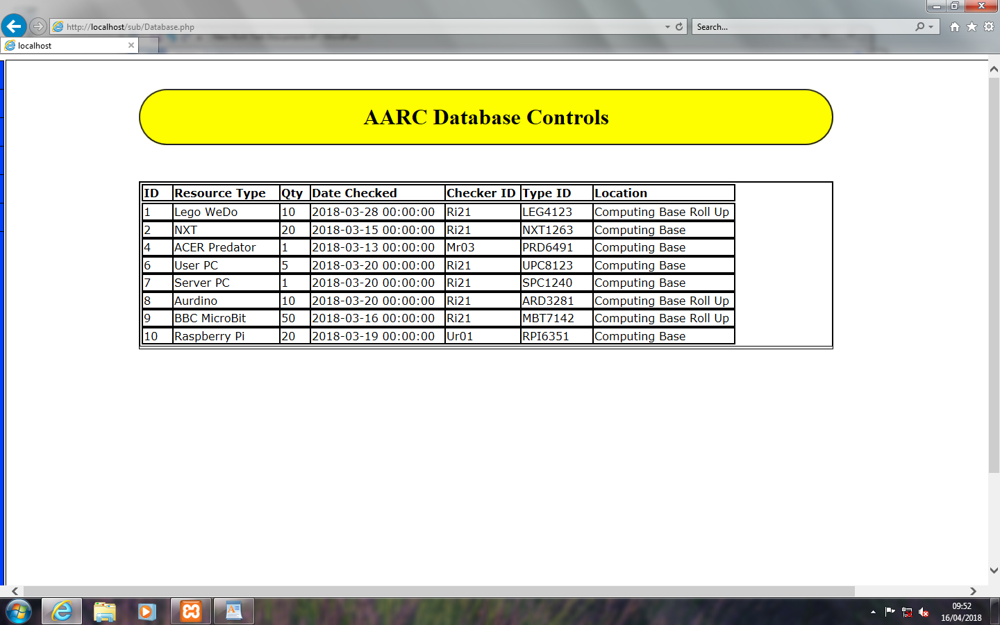 http://localhost/sub/Database.php
Search...
localhost
AARC Database Controls
ID Resource Type Qty Date Checked Checker ID Type ID Location
1 Lego WeDo 10 2018-03-28 00:00:00 Ri21 LEG4123 Computing Base Roll Up
2 NXT 20 2018-03-15 00:00:00 Ri21 NXT1263 Computing Base
4 ACER Predator 1 2018-03-13 00:00:00 Mr03 PRD6491 Computing Base
6 User PC 5 2018-03-20 00:00:00 Ri21 UPC8123 Computing Base
7 Server PC 1 2018-03-20 00:00:00 Ri21 SPC1240 Computing Base
8 Aurdino 10 2018-03-20 00:00:00 Ri21 ARD3281 Computing Base Roll Up
9 BBC MicroBit 50 2018-03-16 00:00:00 Ri21 MBT7142 Computing Base Roll Up
10 Raspberry Pi 20 2018-03-19 00:00:00 Ur01 RPI6351 Computing Base
09:52
16/04/2018